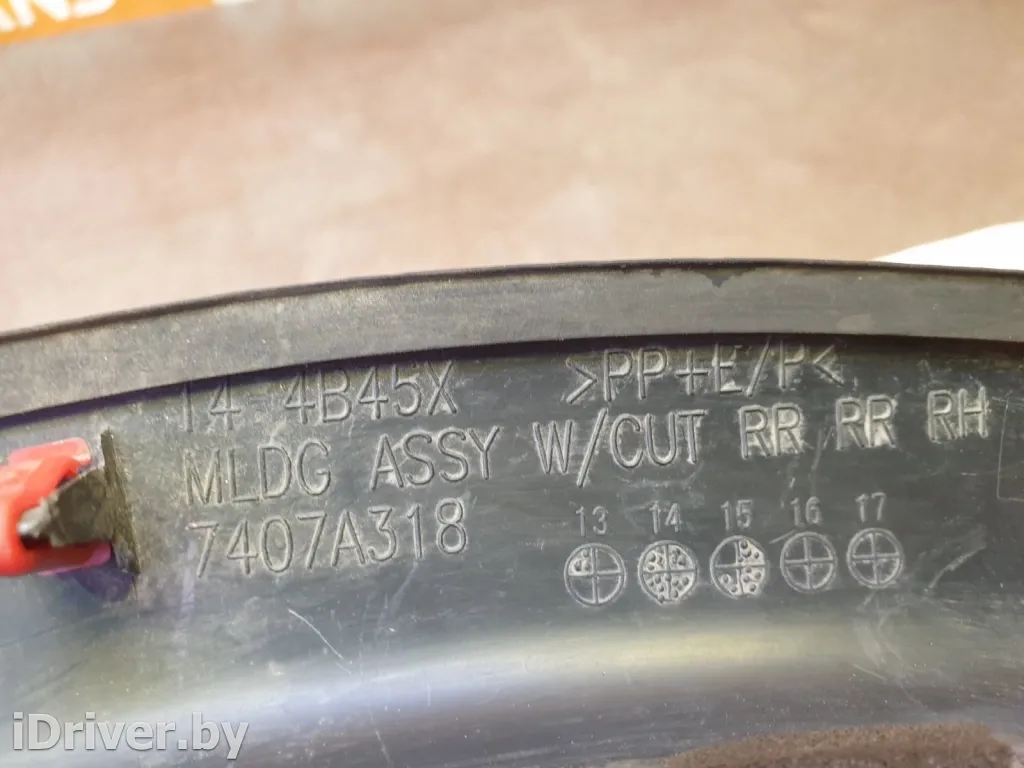 14 4B45X >PP+E/P<
MLDG ASSY W/CUT RR RR RH
7407A318
13 14 15 16 17
iDriver.by